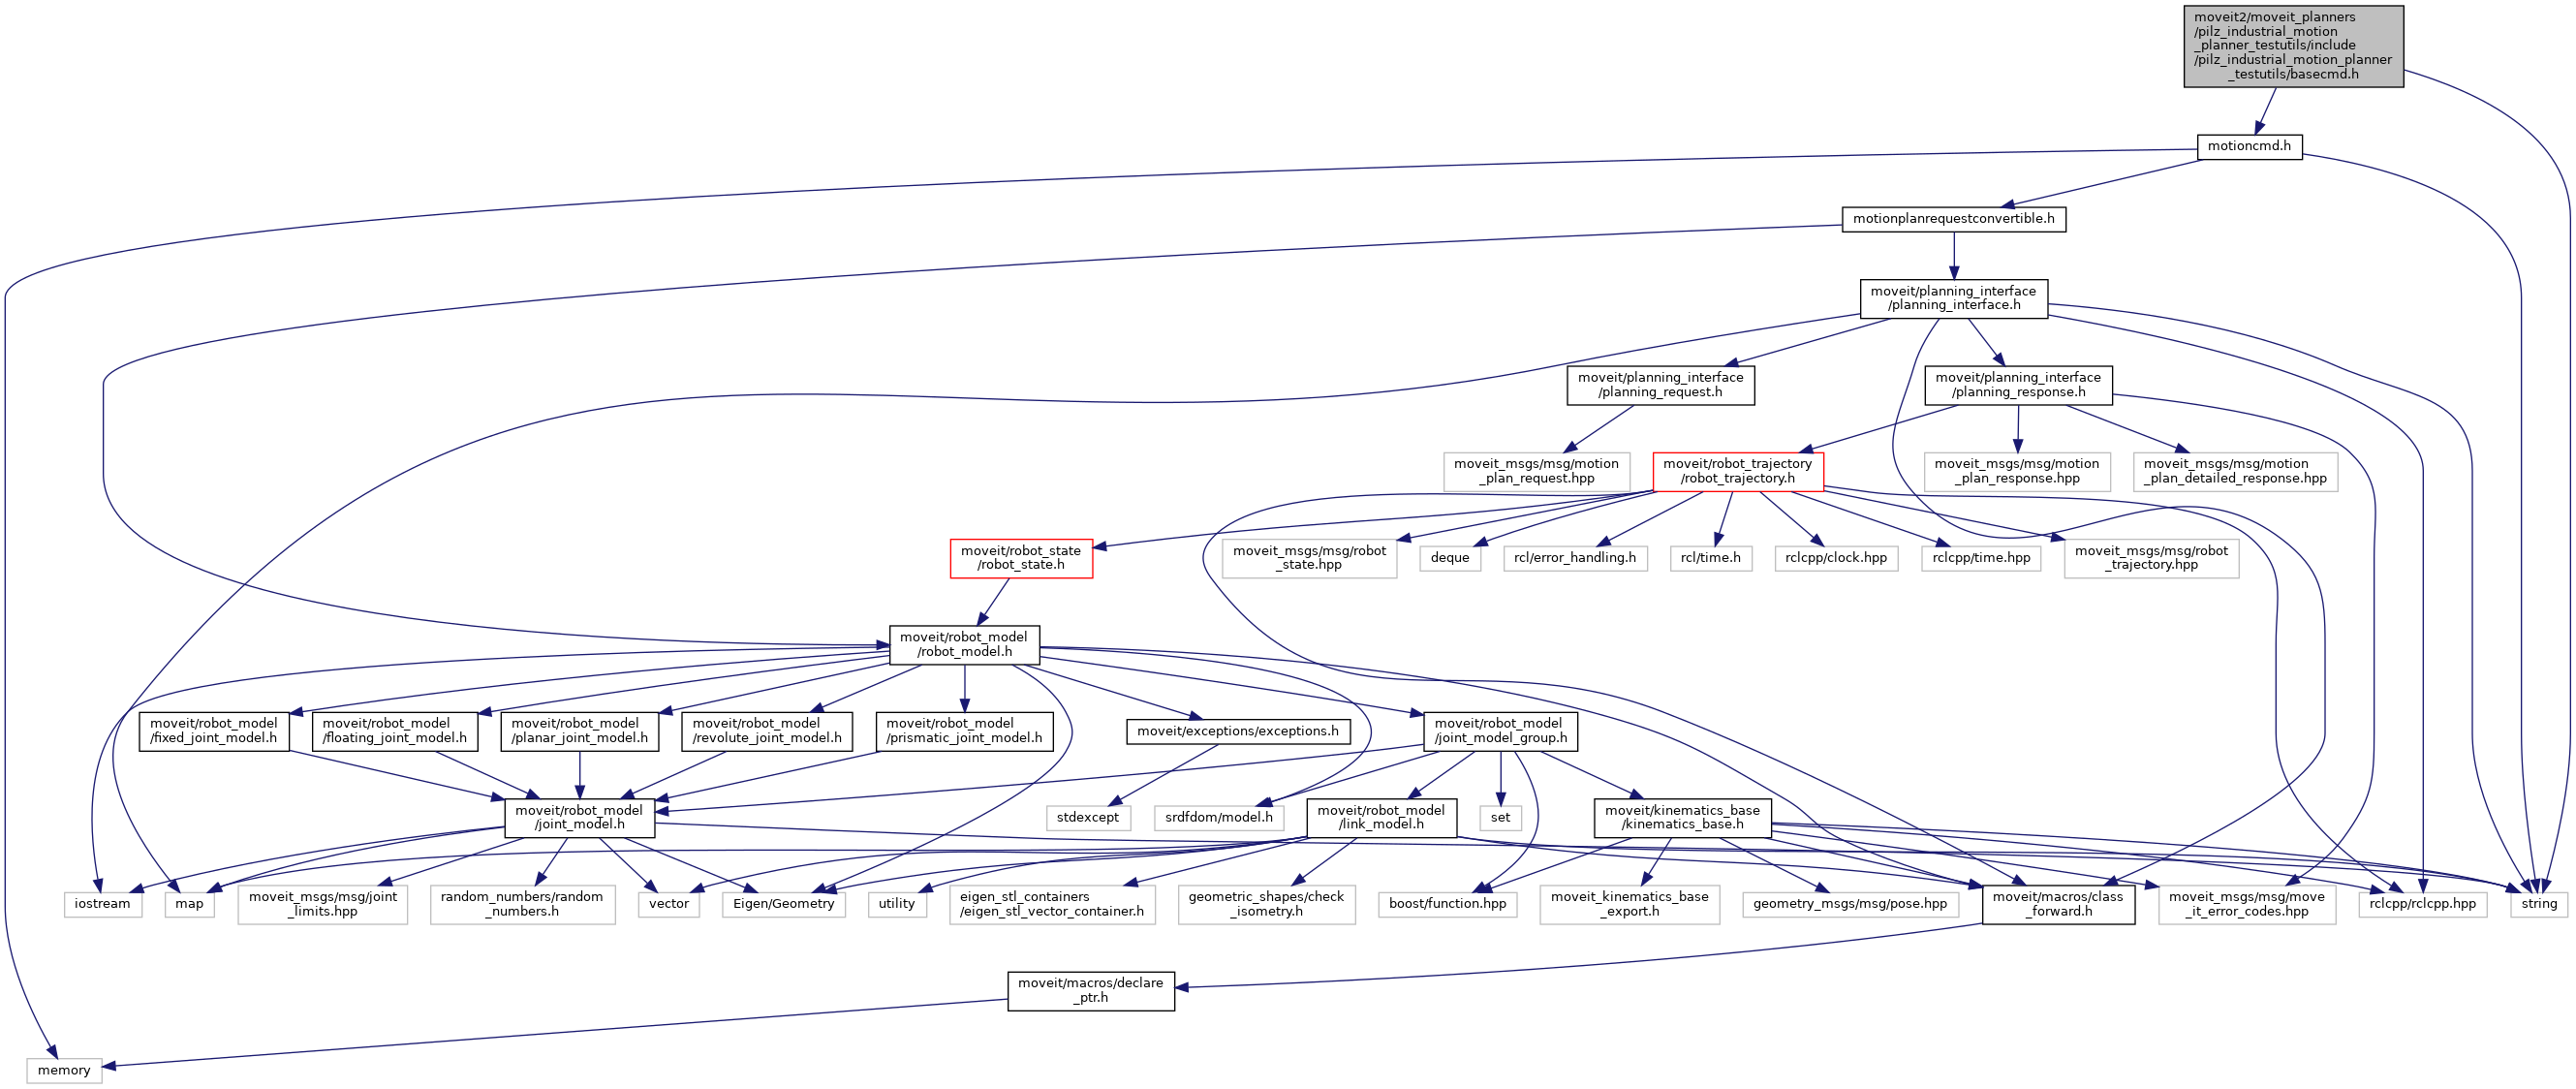 moveit2/moveit_planners
/pilz_industrial_motion
_planner_testutils/include
/pilz_industrial_motion_planner
_testutils/basecmd.h
motioncmd.h
motionplanrequestconvertible.h
moveit/planning_interface
/planning_interface.h
moveit/planning_interface
/planning_request.h
moveit/planning_interface
/planning_response.h
moveit_msgs/msg/motion
_plan_request.hpp
moveit/robot_trajectory
/robot_trajectory.h
moveit_msgs/msg/motion
_plan_response.hpp
moveit_msgs/msg/motion
_plan_detailed_response.hpp
moveit/robot_state
/robot_state.h
moveit_msgs/msg/robot
_state.hpp
deque
rcl/error_handling.h
rcl/time.h
rclcpp/clock.hpp
rclcpp/time.hpp
moveit_msgs/msg/robot
_trajectory.hpp
moveit/robot_model
/robot_model.h
moveit/robot_model
/fixed_joint_model.h
moveit/robot_model
/floating_joint_model.h
moveit/robot_model
/planar_joint_model.h
moveit/robot_model
/revolute_joint_model.h
moveit/robot_model
/prismatic_joint_model.h
moveit/exceptions/exceptions.h
moveit/robot_model
/joint_model_group.h
moveit/robot_model
/joint_model.h
stdexcept
srdfdom/model.h
moveit/robot_model
/link_model.h
set
moveit/kinematics_base
/kinematics_base.h
iostream
map
moveit_msgs/msg/joint
_limits.hpp
random_numbers/random
_numbers.h
vector
Eigen/Geometry
utility
eigen_stl_containers
/eigen_stl_vector_container.h
geometric_shapes/check
_isometry.h
boost/function.hpp
moveit_kinematics_base
_export.h
geometry_msgs/msg/pose.hpp
moveit/macros/class
_forward.h
moveit_msgs/msg/move
_it_error_codes.hpp
rclcpp/rclcpp.hpp
string
moveit/macros/declare
_ptr.h
memory